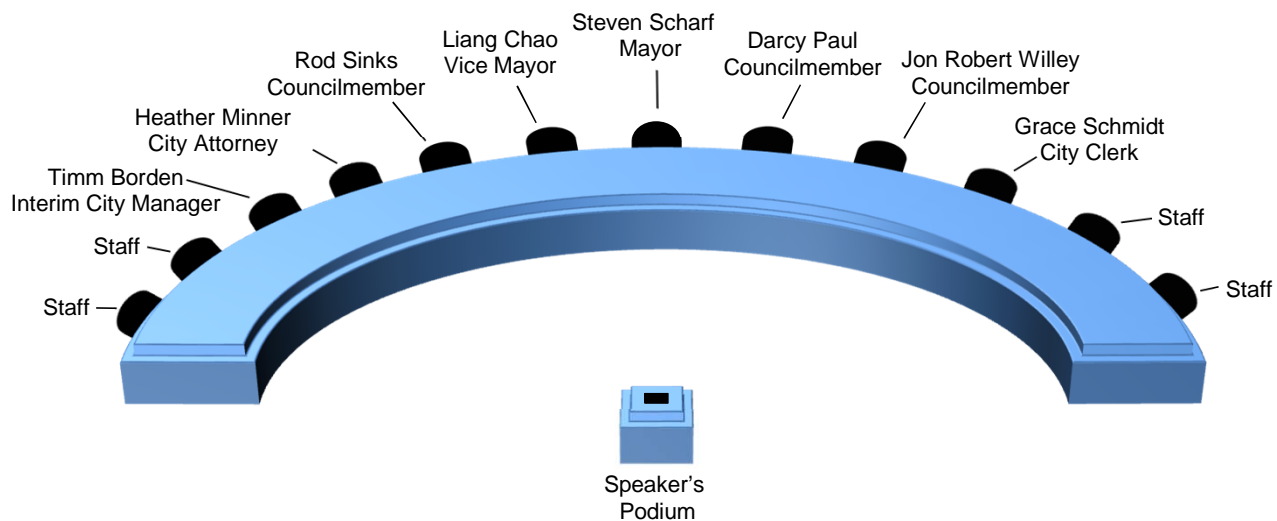 Steven Scharf
Mayor
Liang Chao
Vice Mayor
Darcy Paul
Councilmember
Rod Sinks
Councilmember
Jon Robert Willey
Councilmember
Heather Minner
City Attorney
Grace Schmidt
City Clerk
Timm Borden
Interim City Manager
Staff
Staff
Staff
Staff
Speaker's
Podium